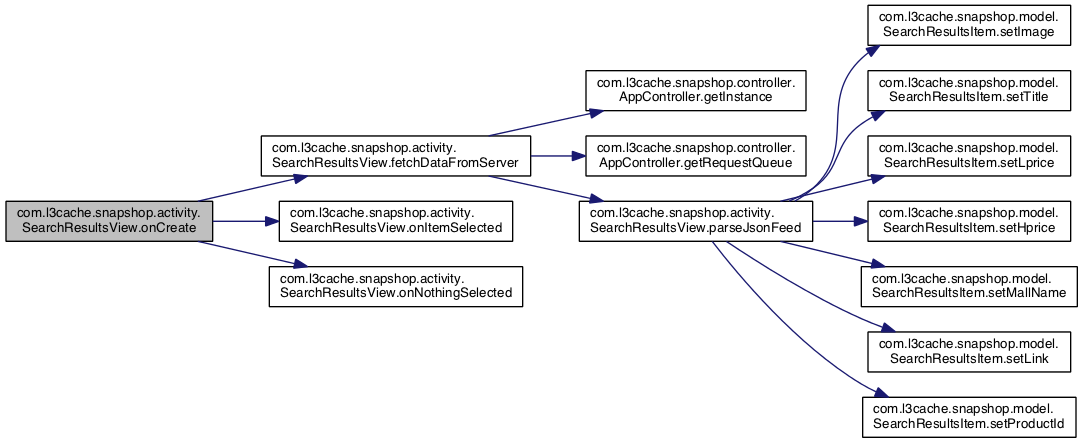 com.l3cache.snapshop.activity.
SearchResultsView.onCreate
com.l3cache.snapshop.activity.
SearchResultsView.fetchDataFromServer
com.l3cache.snapshop.activity.
SearchResultsView.onItemSelected
com.l3cache.snapshop.activity.
SearchResultsView.onNothingSelected
com.l3cache.snapshop.controller.
AppController.getInstance
com.l3cache.snapshop.controller.
AppController.getRequestQueue
com.l3cache.snapshop.activity.
SearchResultsView.parseJsonFeed
com.l3cache.snapshop.model.
SearchResultsItem.setImage
com.l3cache.snapshop.model.
SearchResultsItem.setTitle
com.l3cache.snapshop.model.
SearchResultsItem.setLprice
com.l3cache.snapshop.model.
SearchResultsItem.setHprice
com.l3cache.snapshop.model.
SearchResultsItem.setMallName
com.l3cache.snapshop.model.
SearchResultsItem.setLink
com.l3cache.snapshop.model.
SearchResultsItem.setProductId